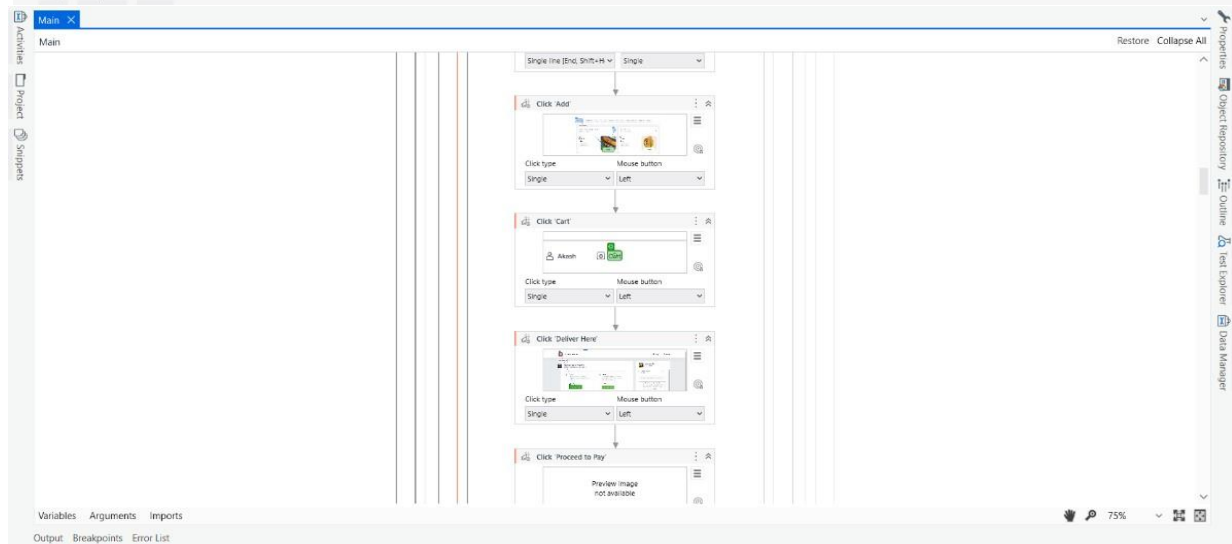 Main
Main
Restore Collapse All
Activities
Project
Snippets
Single line [End, Shift+H Single
Click 'Add'
Click type Mouse button
Single Left
Click 'Cart'
Akash 0 Cart
Click type Mouse button
Single Left
Click 'Deliver Here'
Click type Mouse button
Single Left
Click 'Proceed to Pay'
Preview image
not available
Properties
Object Repository
Outline
Test Explorer
Data Manager
Variables Arguments Imports
75%
Output Breakpoints Error List